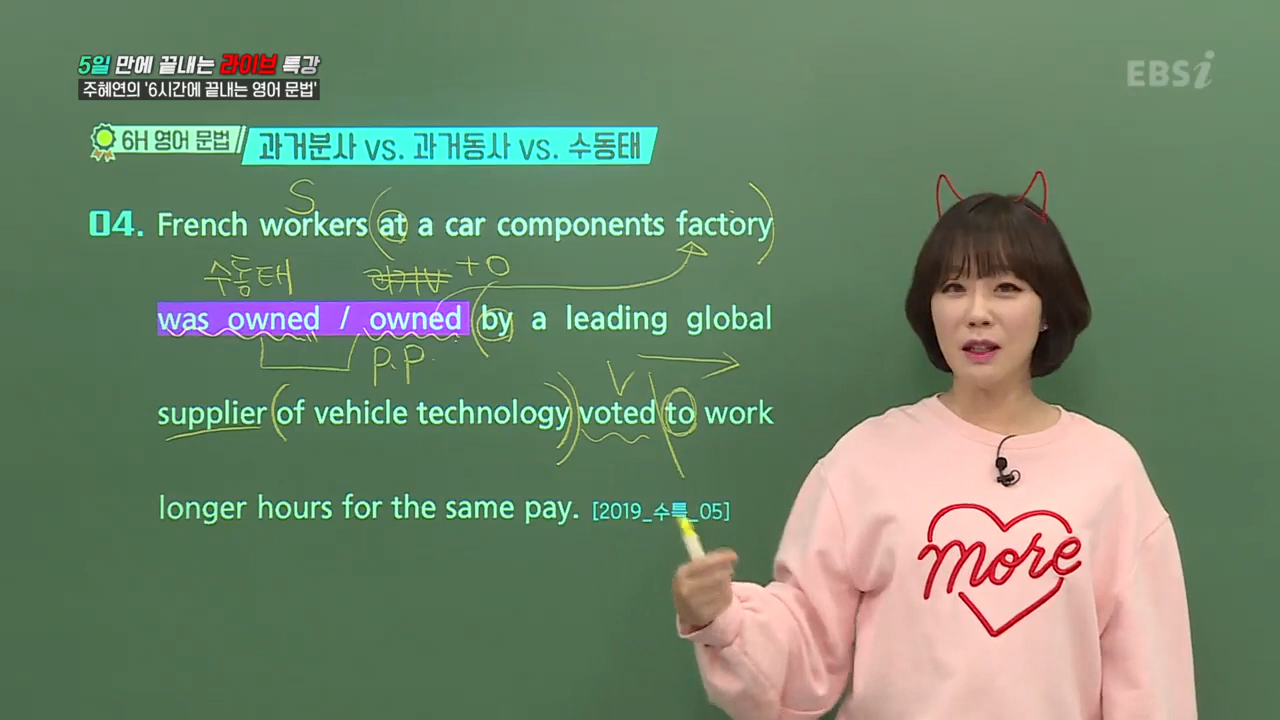 5일 만에 끝내는 라이브 특강
주혜연의 '6시간에 끝내는 영어 문법'
EBSi
6H 영어 문법
과거분사 vs. 과거동사 vs. 수동태
S
04. French workers at a car components factory
수동태
+O
was owned / owned by a leading global
P.P
V
supplier of vehicle technology voted to work
longer hours for the same pay. [2019_수특_05]
more